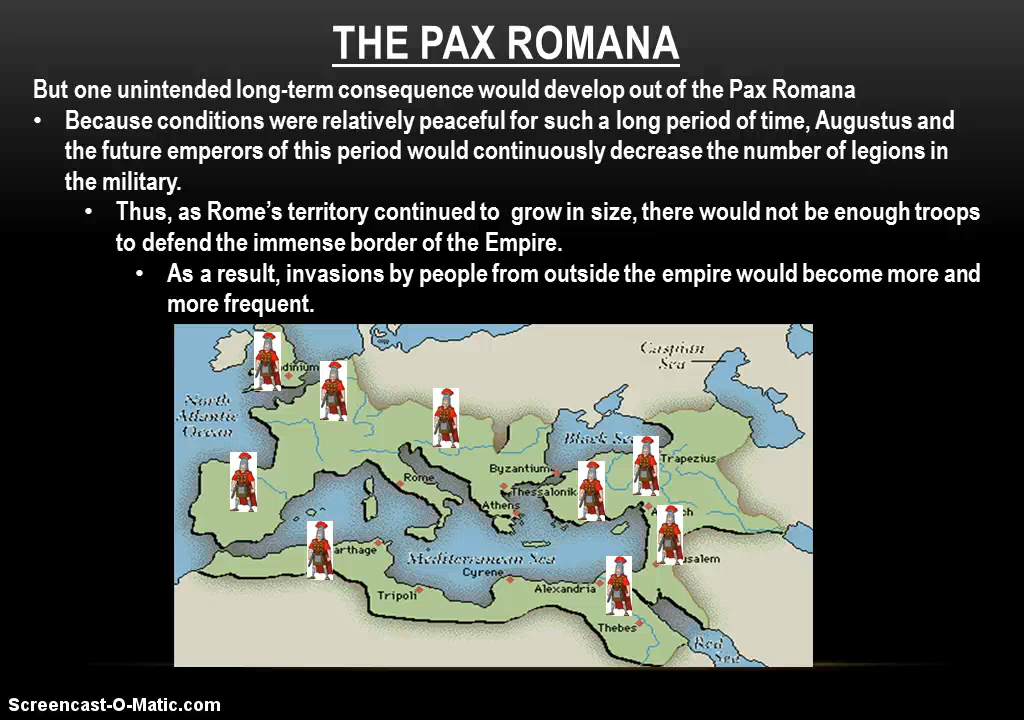 THE PAX ROMANA
But one unintended long-term consequence would develop out of the Pax Romana
• Because conditions were relatively peaceful for such a long period of time, Augustus and
the future emperors of this period would continuously decrease the number of legions in
the military.
• Thus, as Rome's territory continued to grow in size, there would not be enough troops
to defend the immense border of the Empire.
• As a result, invasions by people from outside the empire would become more and
more frequent.
Caspian
Sea
dinium
North
Atlantic
Ocean
Black Sea
Trapezius
Byzantium
Rome
Thessalonik
Athens
ch
arthage
Mediterranean Sea
usalem
Cyrene
Alexandria
Tripoli
Thebes
Red
Sea
Screencast-O-Matic.com